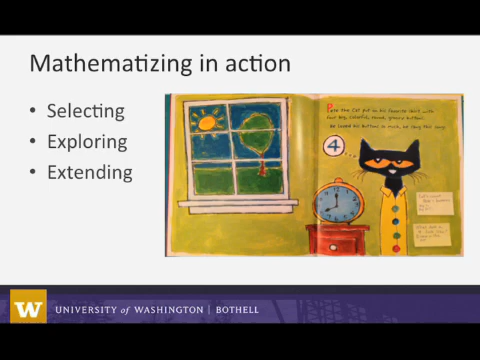 Mathematizing in action
• Selecting
• Exploring
• Extending
Pete the Cat put on his favorite shirt with
four big, colorful, round, groovy buttons.
He loved his buttons so much, he sang this song:
4
W
UNIVERSITY of WASHINGTON | BOTHELL